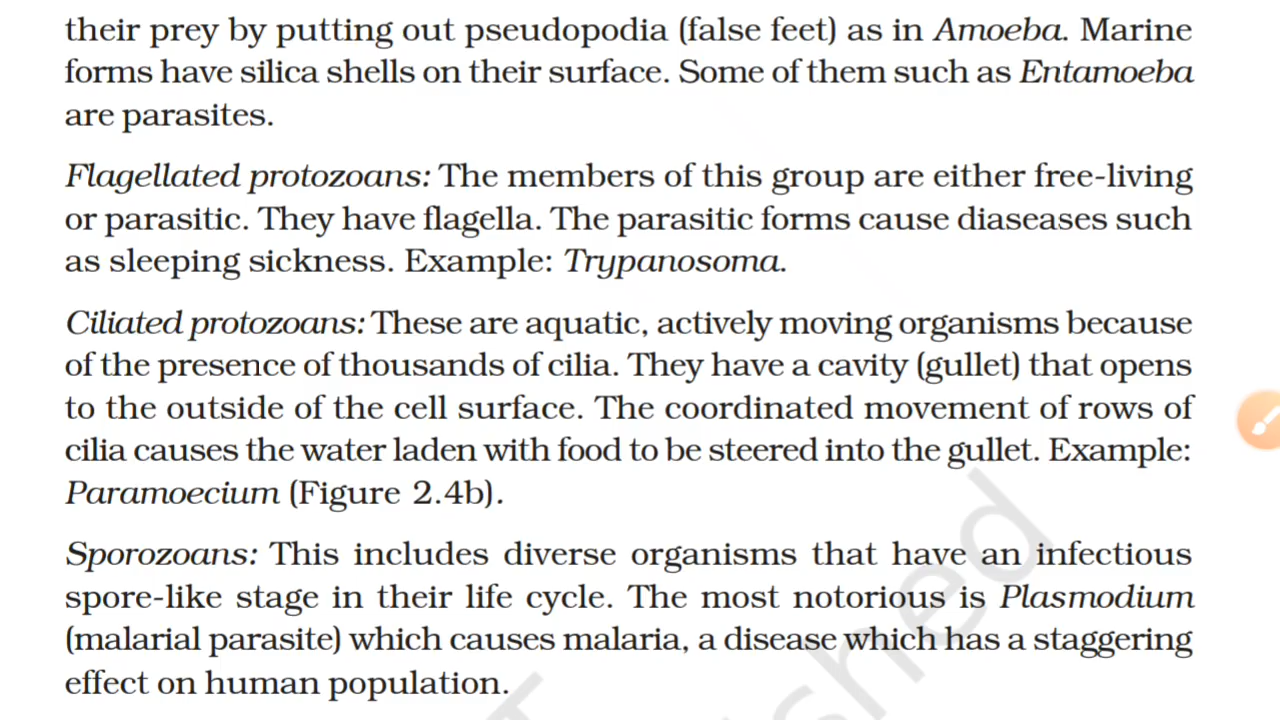 their prey by putting out pseudopodia (false feet) as in Amoeba. Marine
forms have silica shells on their surface. Some of them such as Entamoeba
are parasites.
Flagellated protozoans: The members of this group are either free-living
or parasitic. They have flagella. The parasitic forms cause diaseases such
as sleeping sickness. Example: Trypanosoma.
Ciliated protozoans: These are aquatic, actively moving organisms because
of the presence of thousands of cilia. They have a cavity (gullet) that opens
to the outside of the cell surface. The coordinated movement of rows of
cilia causes the water laden with food to be steered into the gullet. Example:
Paramoecium (Figure 2.4b).
Sporozoans: This includes diverse organisms that have an infectious
spore-like stage in their life cycle. The most notorious is Plasmodium
(malarial parasite) which causes malaria, a disease which has a staggering
effect on human population.